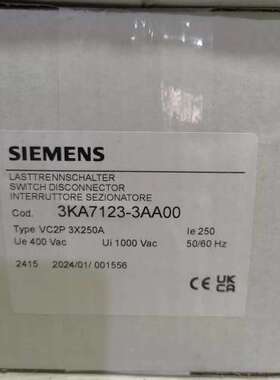 SIEMENS
LASTTRENNSCHALTER
SWITCH DISCONNECTOR
INTERRUTTORE SEZIONATORE
Cod. 3KA7123-3AA00
Type VC2P 3X250A Ie 250
Ue 400 Vac Ui 1000 Vac 50/60 Hz
2415 2024/01/ 001556
CE UK CA